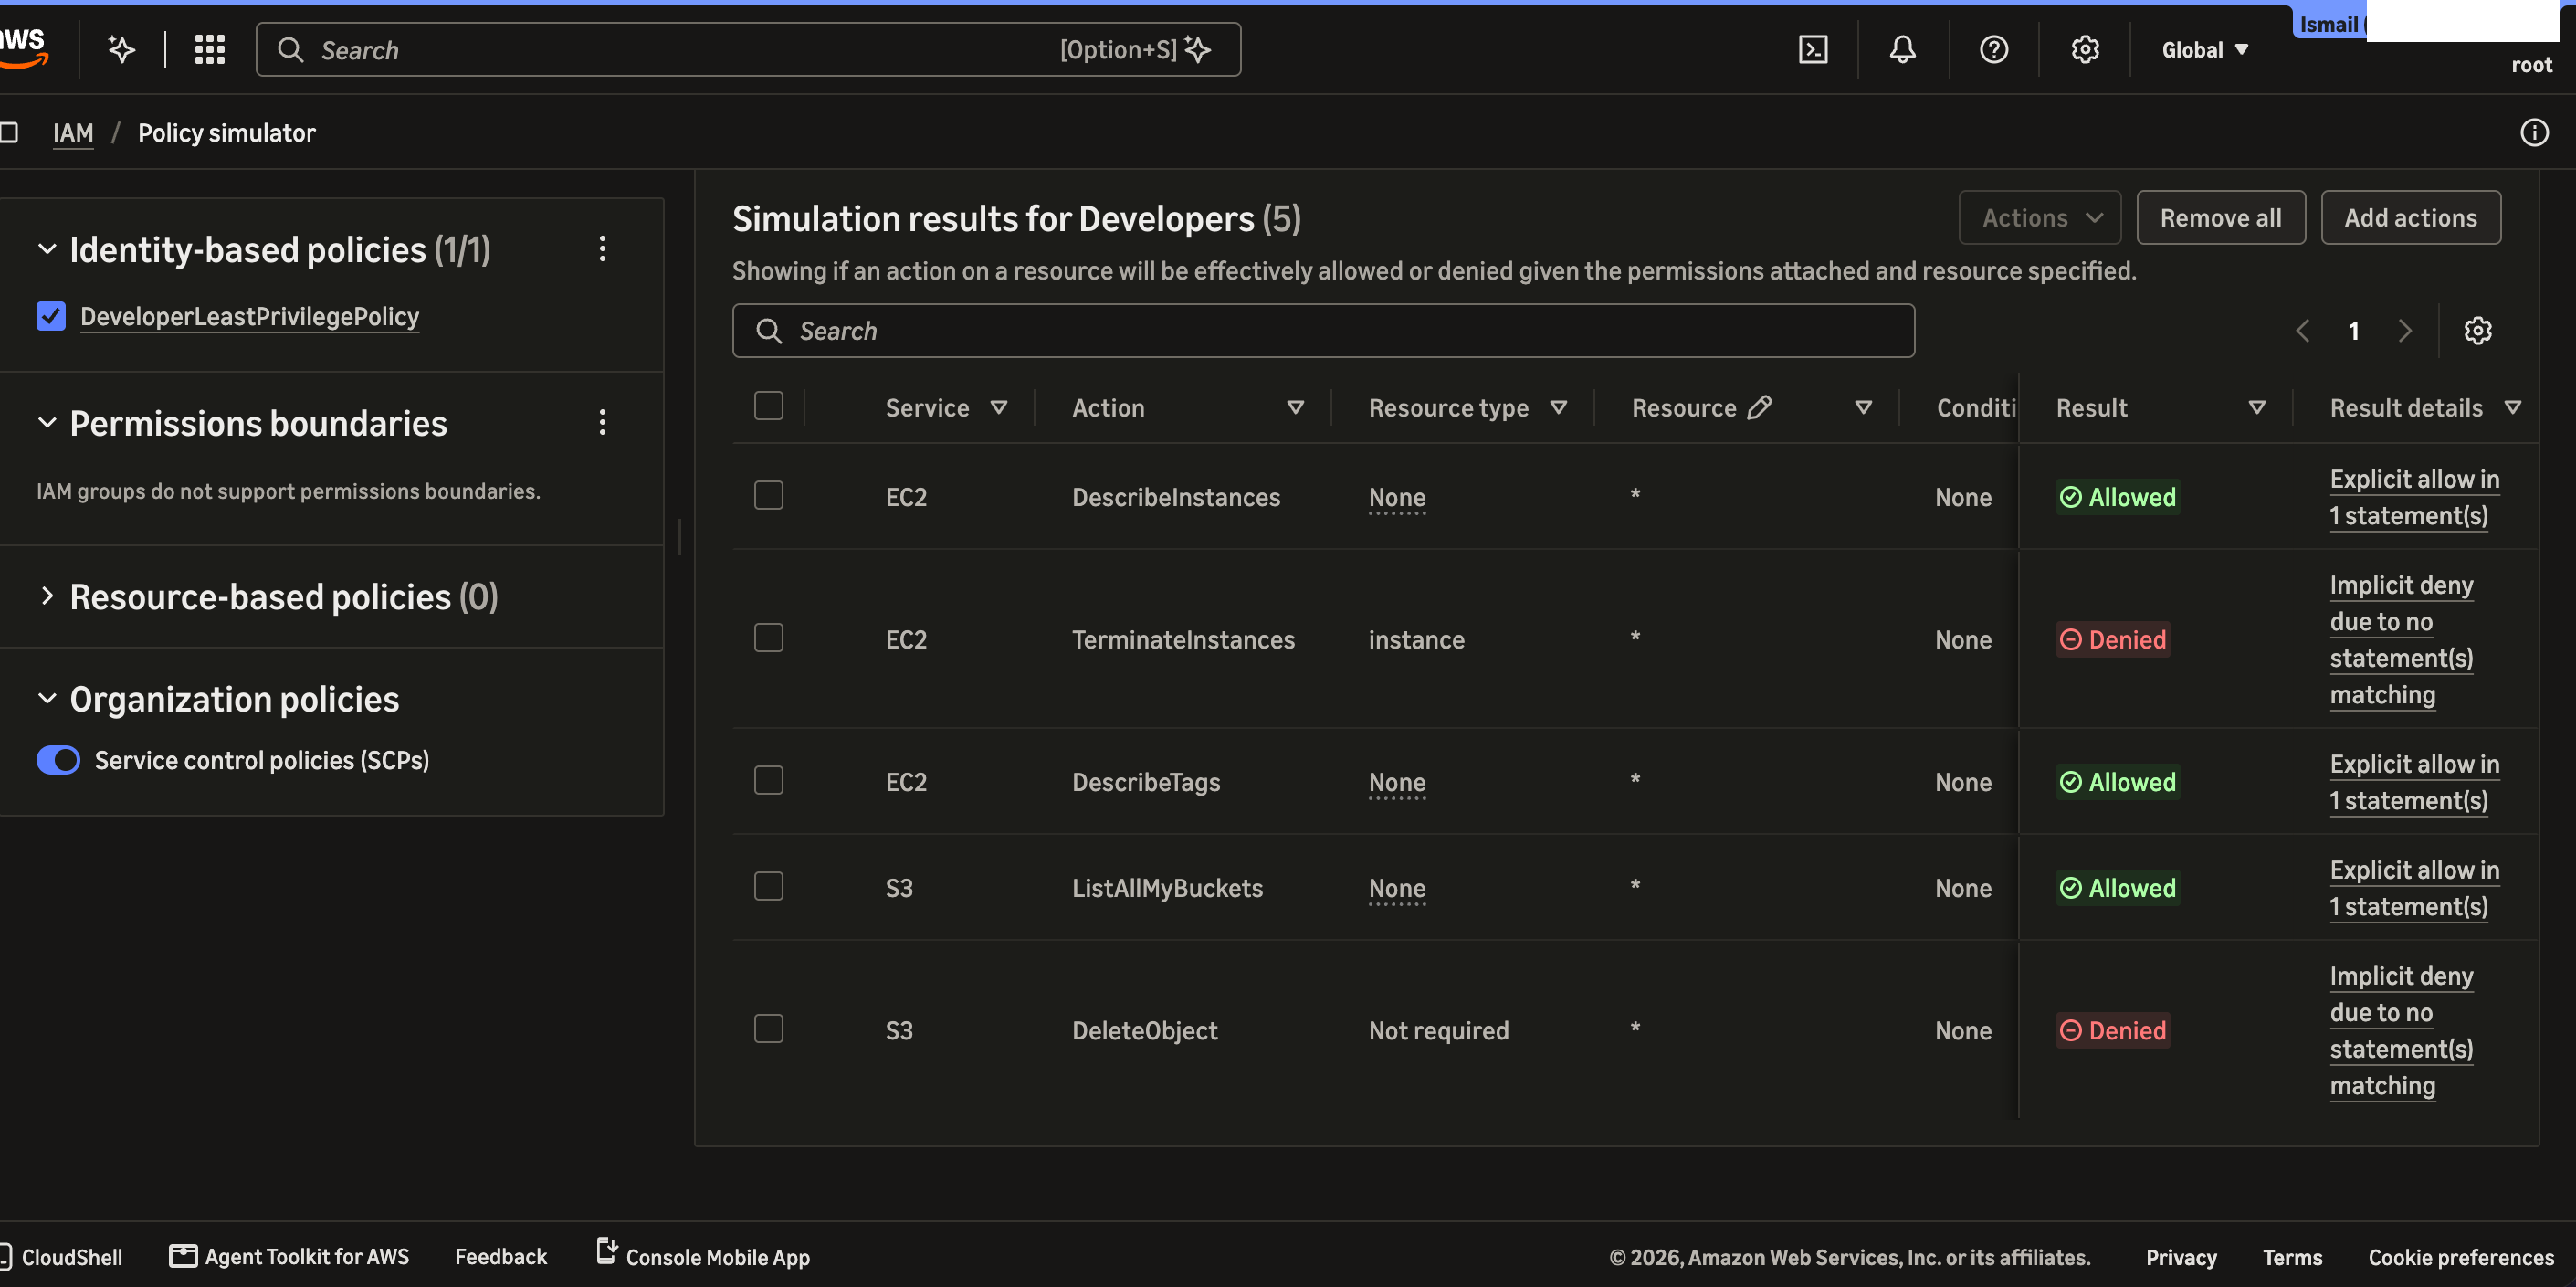 aws
Search
[Option+S]
Global
Ismail (
root
IAM / Policy simulator
Identity-based policies (1/1)
DeveloperLeastPrivilegePolicy
Permissions boundaries
IAM groups do not support permissions boundaries.
Resource-based policies (0)
Organization policies
Service control policies (SCPs)
Simulation results for Developers (5)
Actions
Remove all
Add actions
Showing if an action on a resource will be effectively allowed or denied given the permissions attached and resource specified.
Search
1
Service Action Resource type Resource Conditi Result Result details
EC2 DescribeInstances None * None Allowed Explicit allow in
1 statement(s)
EC2 TerminateInstances instance * None Denied Implicit deny
due to no
statement(s)
matching
EC2 DescribeTags None * None Allowed Explicit allow in
1 statement(s)
S3 ListAllMyBuckets None * None Allowed Explicit allow in
1 statement(s)
S3 DeleteObject Not required * None Denied Implicit deny
due to no
statement(s)
matching
CloudShell Agent Toolkit for AWS Feedback Console Mobile App © 2026, Amazon Web Services, Inc. or its affiliates. Privacy Terms Cookie preferences